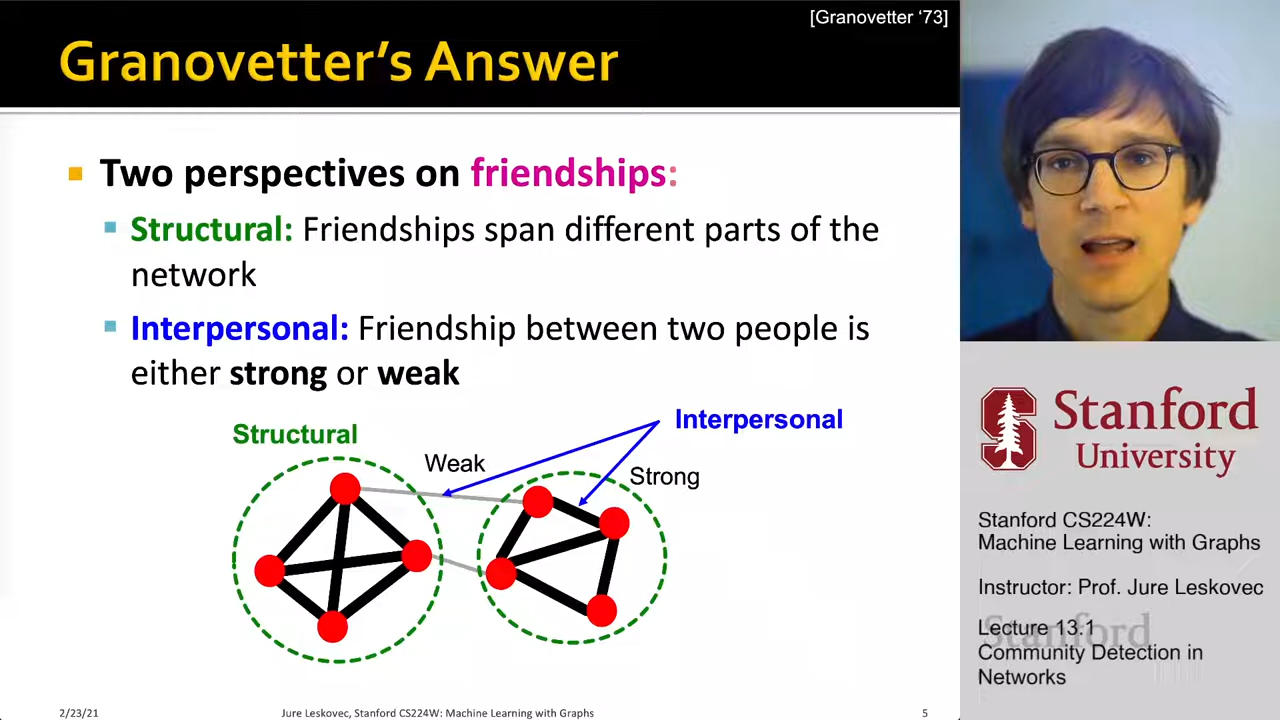 [Granovetter ‘73]
Granovetter’s Answer
Two perspectives on friendships:
Structural: Friendships span different parts of the
network
Interpersonal: Friendship between two people is
either strong or weak
Structural
Interpersonal
Weak
Strong
2/23/21
Jure Leskovec, Stanford CS224W: Machine Learning with Graphs
5
Stanford
University
Stanford CS224W:
Machine Learning with Graphs
Instructor: Prof. Jure Leskovec
Lecture 13.1
Stanford
Community Detection in
Networks